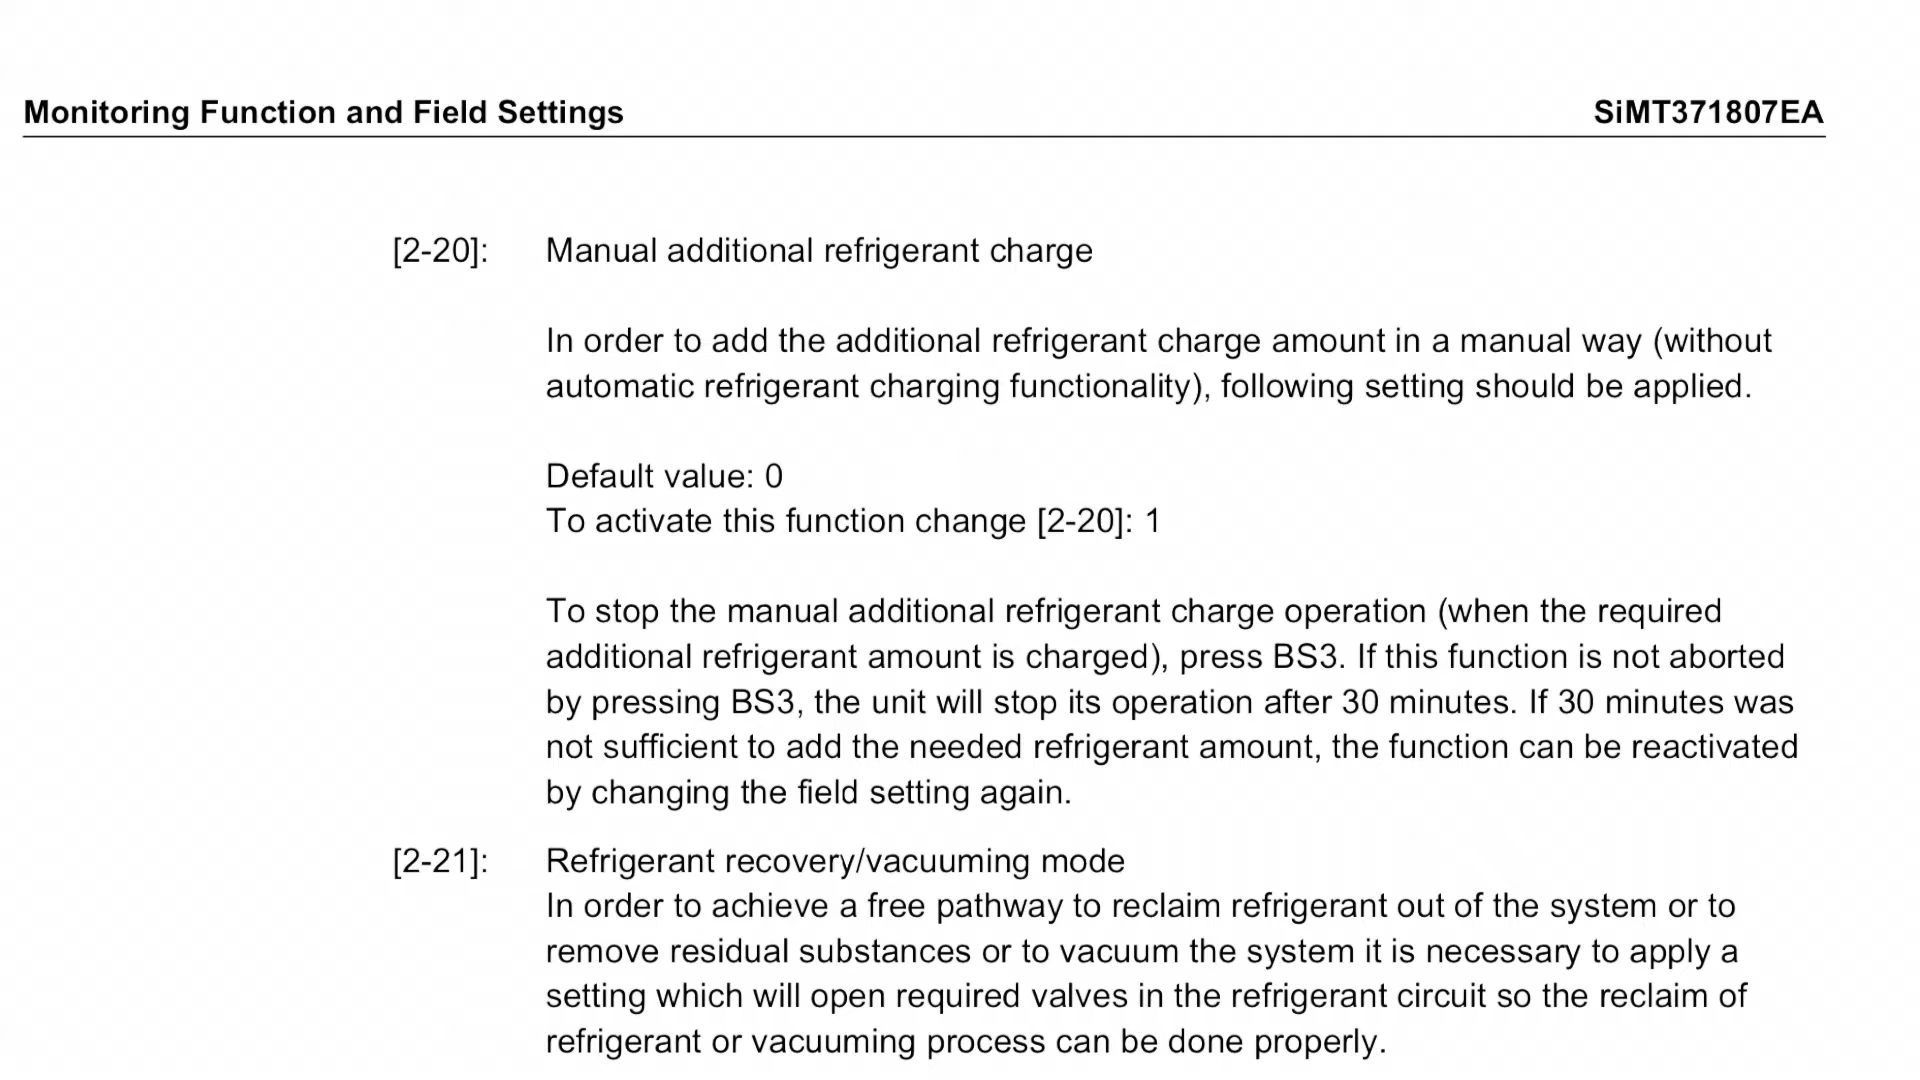 Monitoring Function and Field Settings SiMT371807EA
[2-20]: Manual additional refrigerant charge
In order to add the additional refrigerant charge amount in a manual way (without
automatic refrigerant charging functionality), following setting should be applied.
Default value: 0
To activate this function change [2-20]: 1
To stop the manual additional refrigerant charge operation (when the required
additional refrigerant amount is charged), press BS3. If this function is not aborted
by pressing BS3, the unit will stop its operation after 30 minutes. If 30 minutes was
not sufficient to add the needed refrigerant amount, the function can be reactivated
by changing the field setting again.
[2-21]: Refrigerant recovery/vacuuming mode
In order to achieve a free pathway to reclaim refrigerant out of the system or to
remove residual substances or to vacuum the system it is necessary to apply a
setting which will open required valves in the refrigerant circuit so the reclaim of
refrigerant or vacuuming process can be done properly.